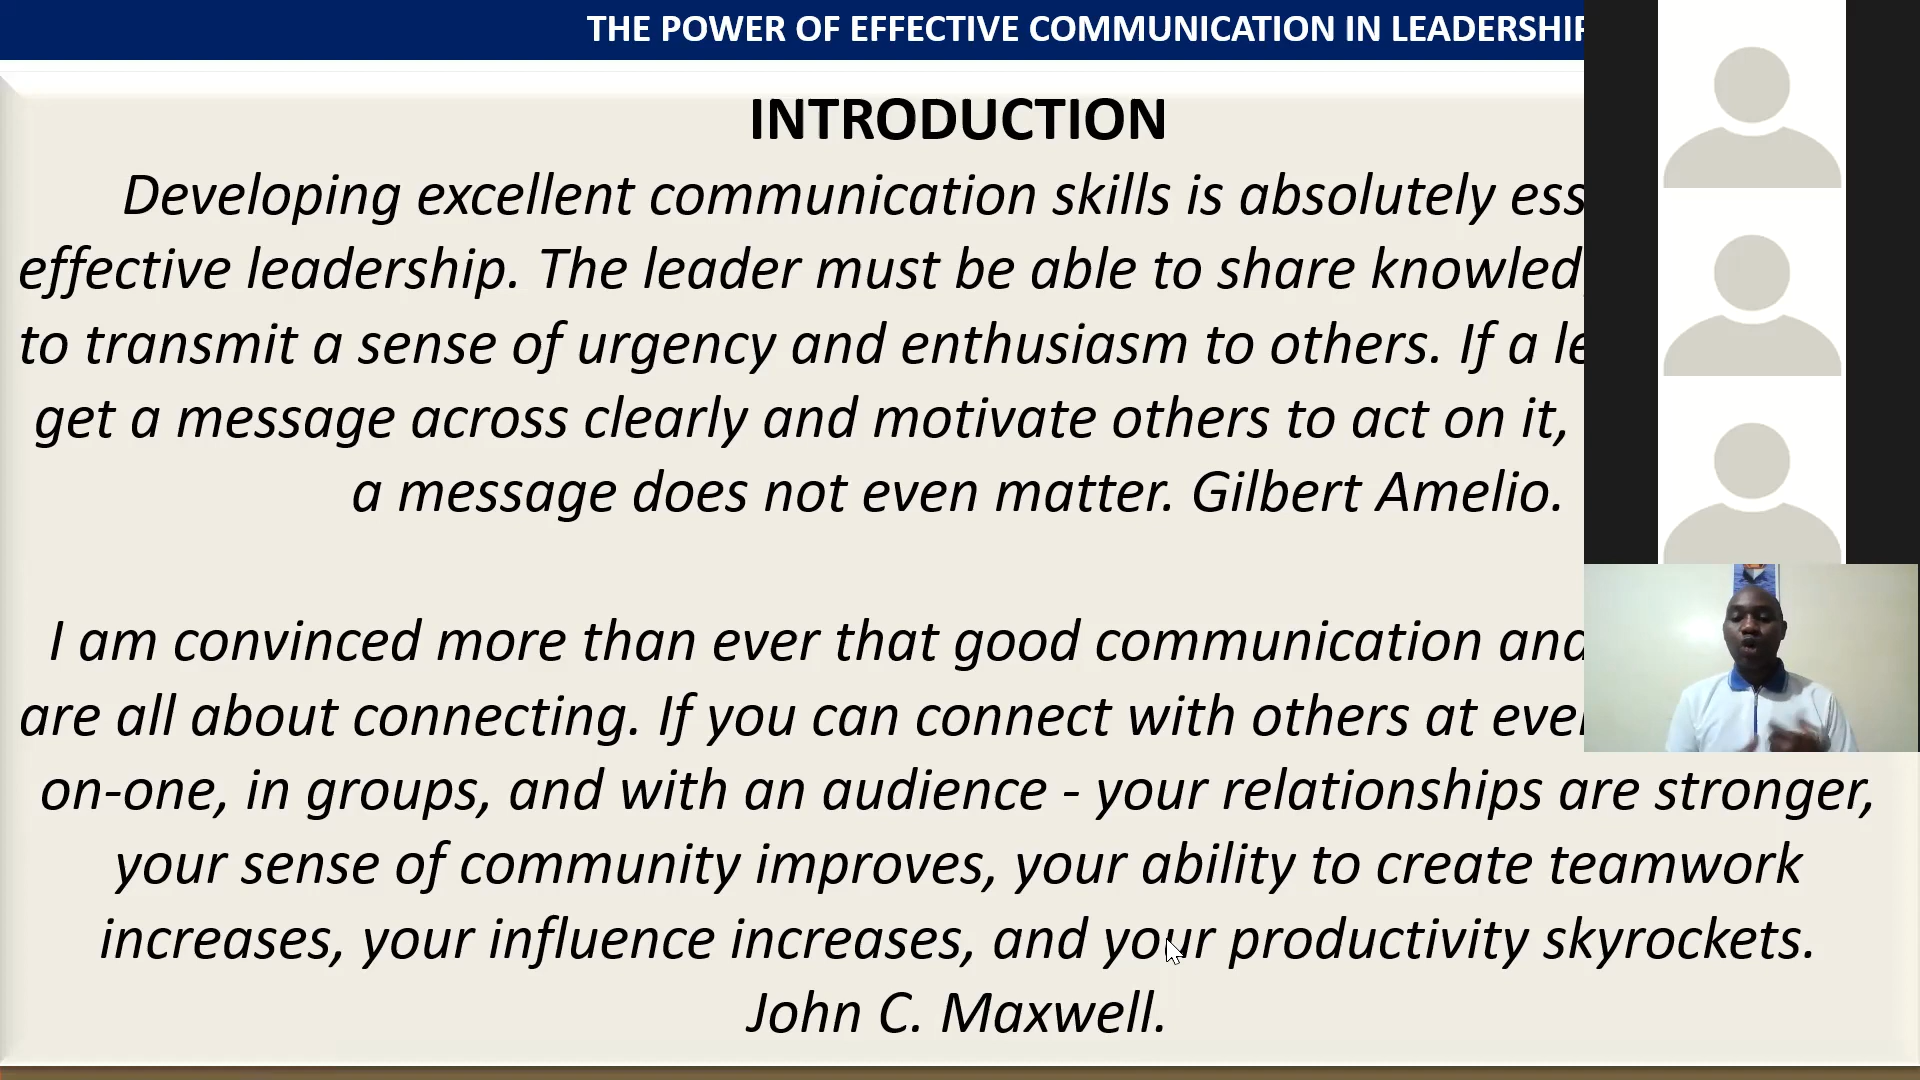 THE POWER OF EFFECTIVE COMMUNICATION IN LEADERSHIP
INTRODUCTION
Developing excellent communication skills is absolutely
effective leadership. The leader must be able to share
to transmit a sense of urgency and enthusiasm to others. If a
get a message across clearly and motivate others to act on it,
a message does not even matter. Gilbert Amelio.
I am convinced more than ever that good communication and
are all about connecting. If you can connect with others at
on-one, in groups, and with an audience - your relationships are stronger,
your sense of community improves, your ability to create teamwork
increases, your influence increases, and your productivity skyrockets.
John C. Maxwell.